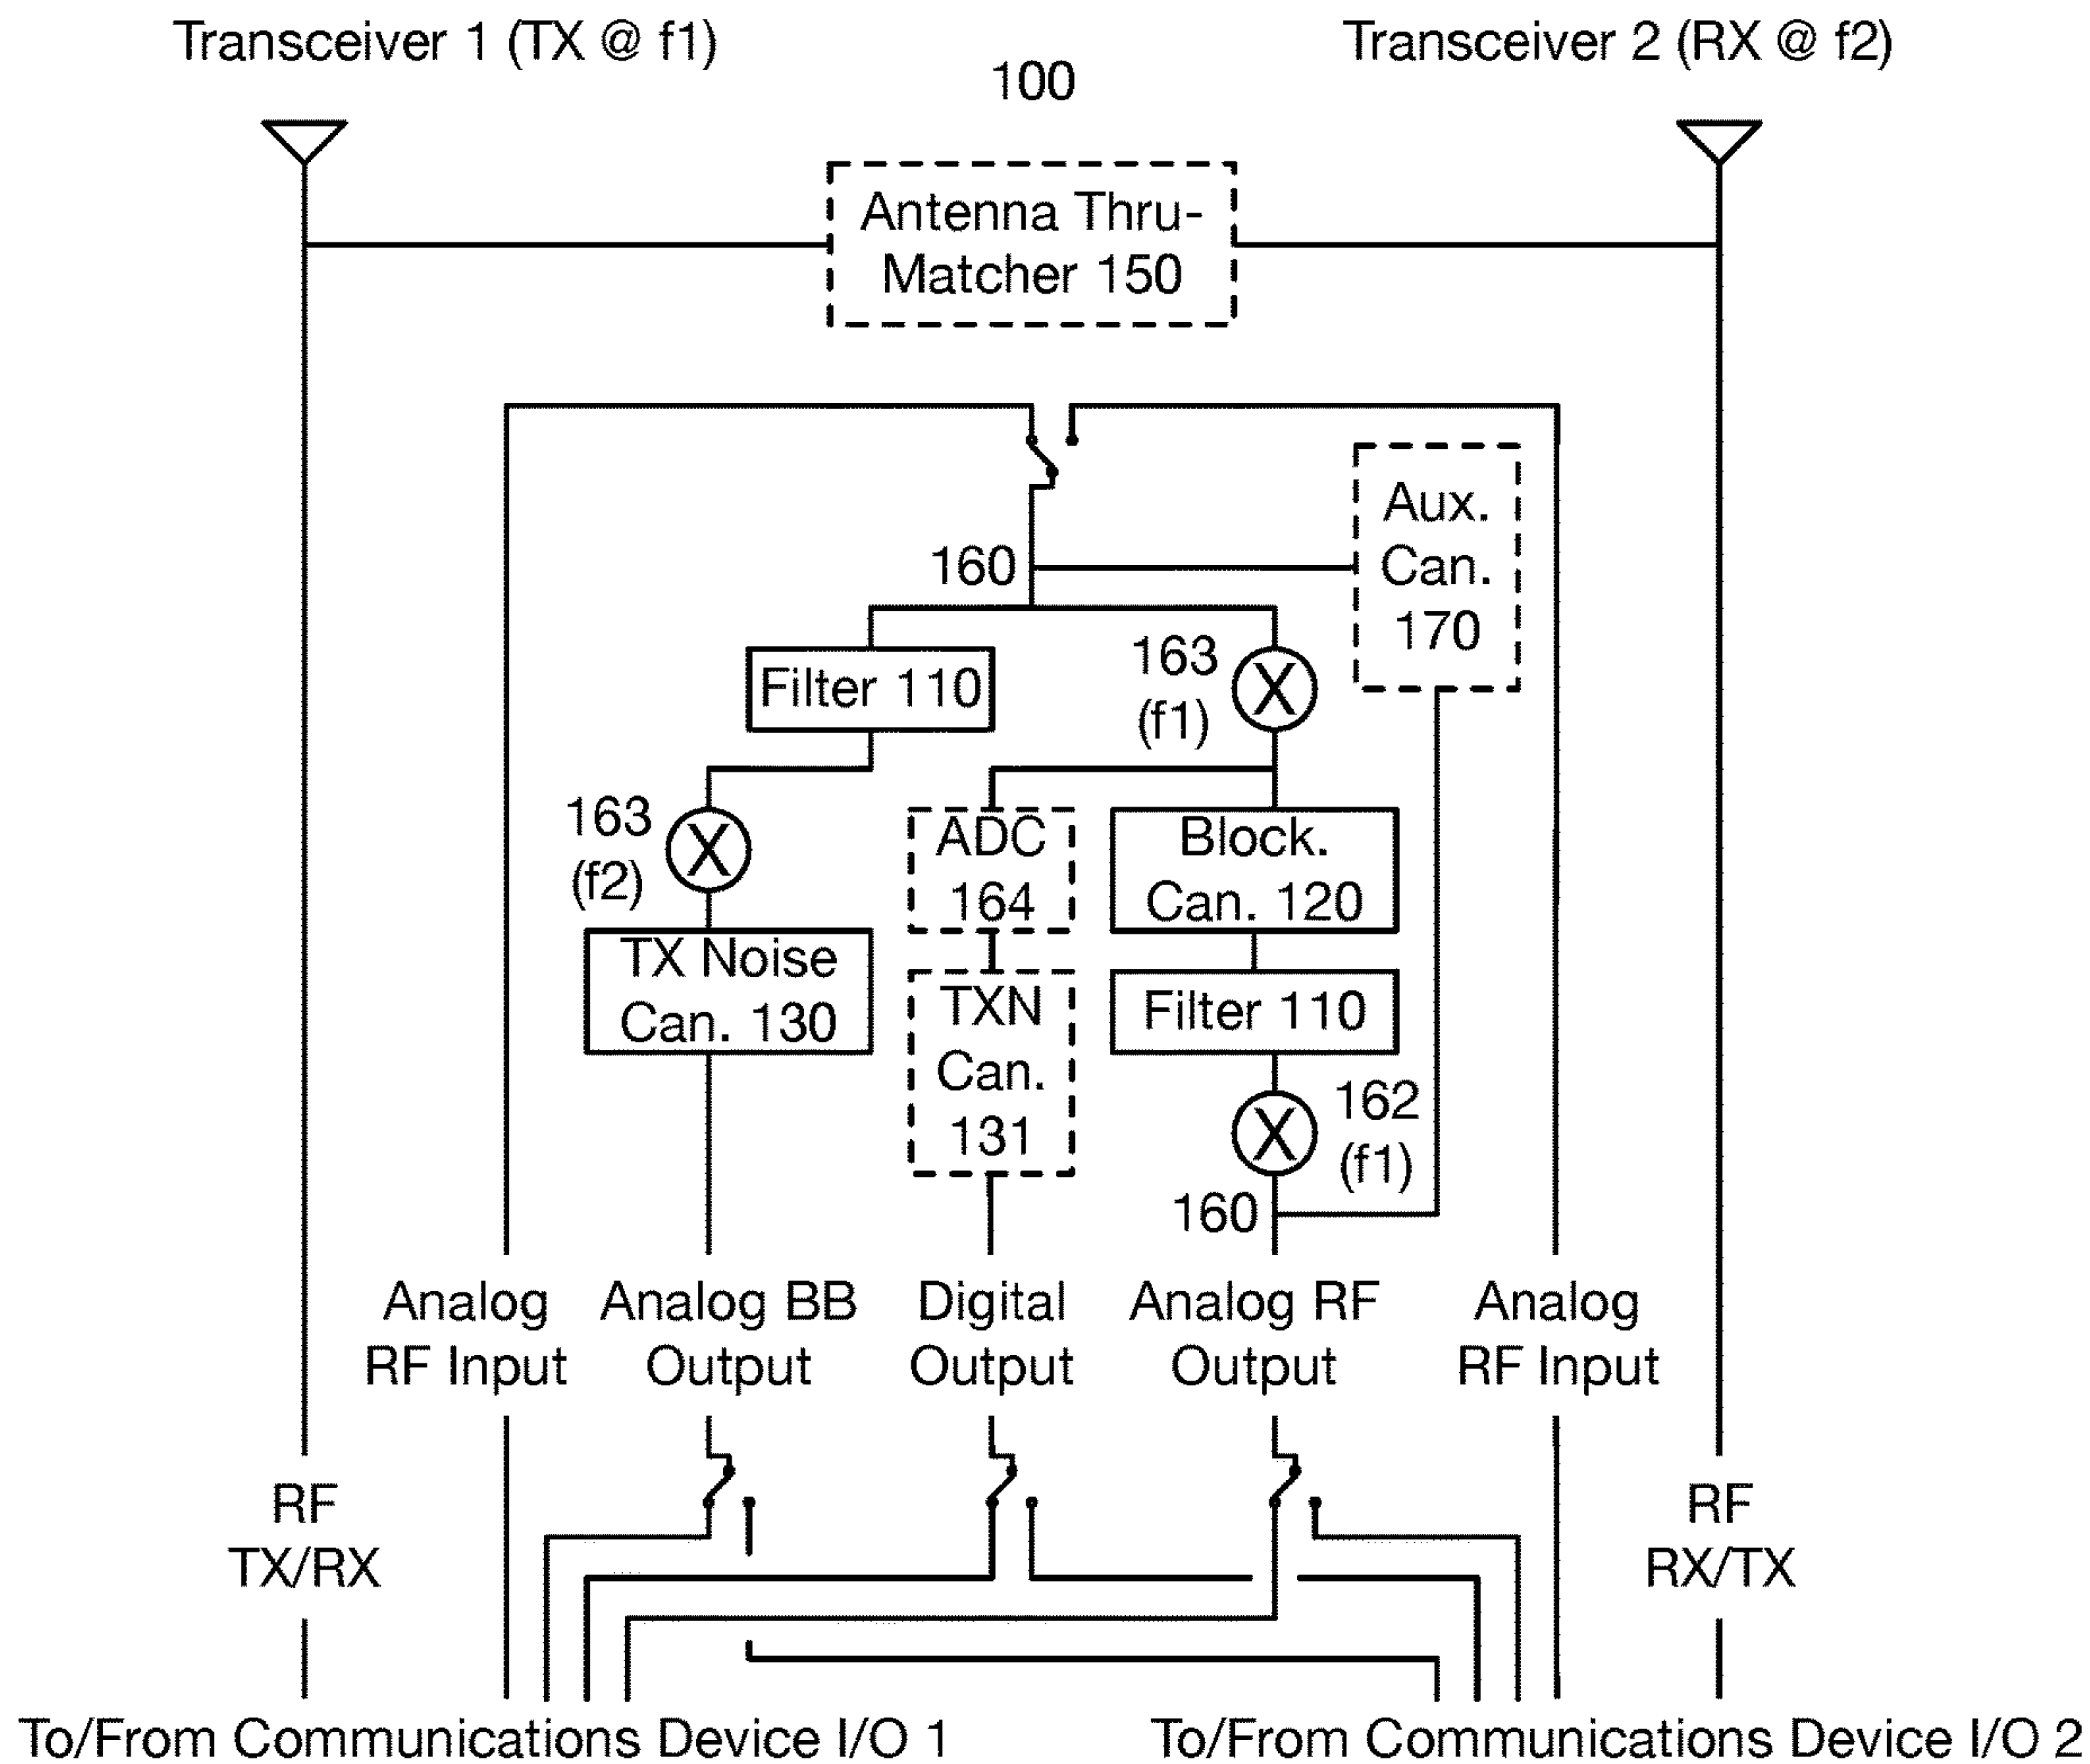 Transceiver 1 (TX @ f1)
Transceiver 2 (RX @ f2)
100
Antenna Thru-
Matcher 150
Aux.
Can.
170
160
Filter 110
163
(f1)
X
163
(f2)
X
ADC
164
Block.
Can. 120
TX Noise
Can. 130
TXN
Can.
131
Filter 110
X
162
(f1)
160
Analog
RF Input
Analog BB
Output
Digital
Output
Analog RF
Output
Analog
RF Input
RF
TX/RX
RF
RX/TX
To/From Communications Device I/O 1
To/From Communications Device I/O 2